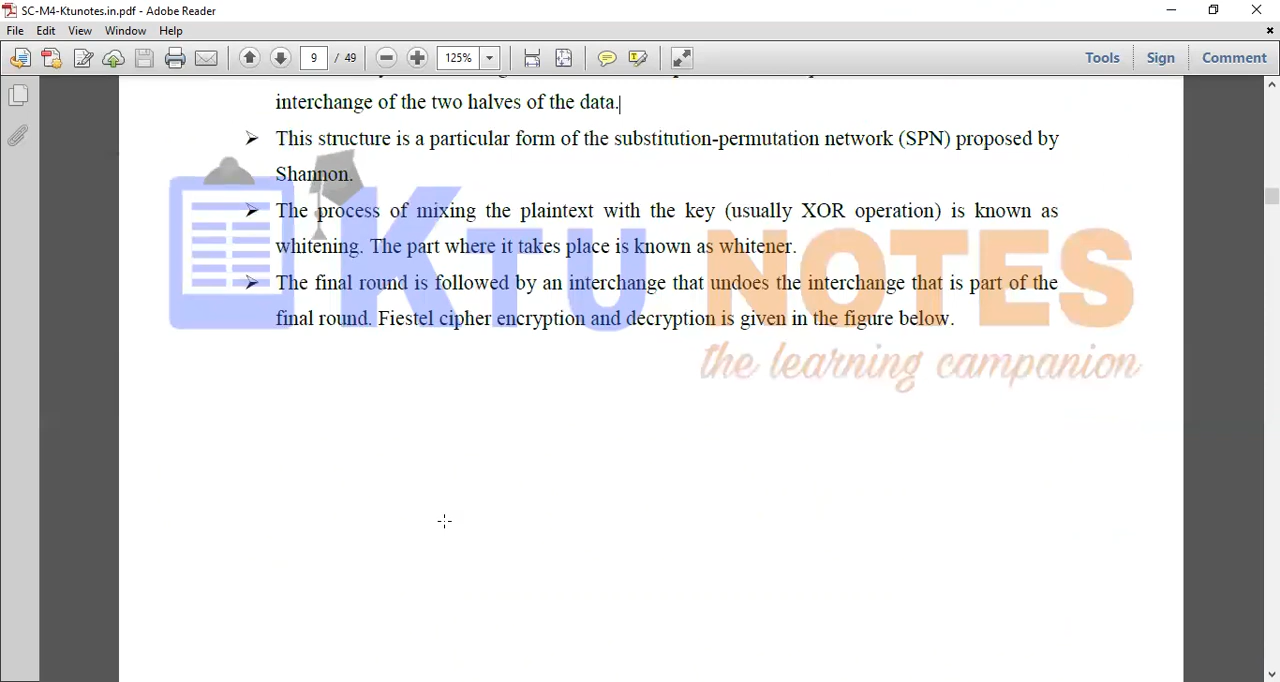 SC-M4-Ktunotes.in.pdf - Adobe Reader
File Edit View Window Help
9 / 49 125% Tools Sign Comment
interchange of the two halves of the data.
➢ This structure is a particular form of the substitution-permutation network (SPN) proposed by
Shannon.
➢ The process of mixing the plaintext with the key (usually XOR operation) is known as
whitening. The part where it takes place is known as whitener.
➢ The final round is followed by an interchange that undoes the interchange that is part of the
final round. Fiestel cipher encryption and decryption is given in the figure below.
KTU NOTES
the learning companion